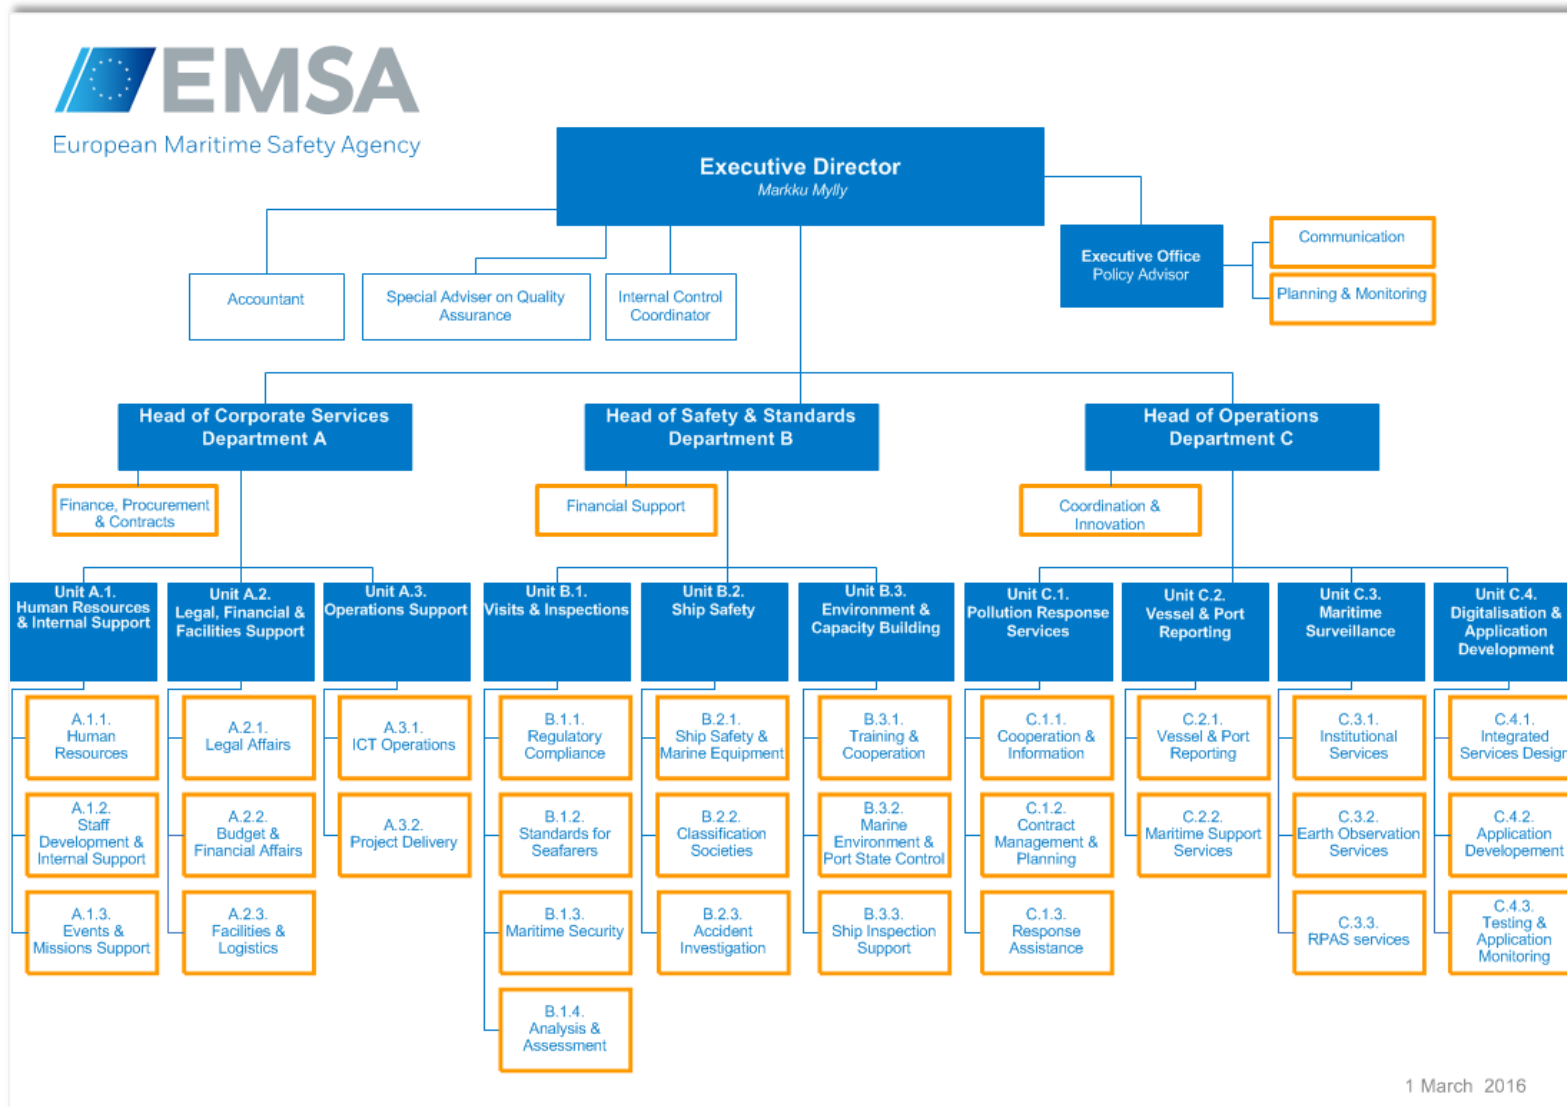 EMSA
European Maritime Safety Agency
Executive Director
Markku Mylly
Executive Office
Policy Advisor
Communication
Planning & Monitoring
Accountant
Special Adviser on Quality
Assurance
Internal Control
Coordinator
Head of Corporate Services
Department A
Head of Safety & Standards
Department B
Head of Operations
Department C
Finance, Procurement
& Contracts
Financial Support
Coordination &
Innovation
Unit A.1.
Human Resources
& Internal Support
Unit A.2.
Legal, Financial &
Facilities Support
Unit A.3.
Operations Support
Unit B.1.
Visits & Inspections
Unit B.2.
Ship Safety
Unit B.3.
Environment &
Capacity Building
Unit C.1.
Pollution Response
Services
Unit C.2.
Vessel & Port
Reporting
Unit C.3.
Maritime
Surveillance
Unit C.4.
Digitalisation &
Application
Development
A.1.1.
Human
Resources
A.2.1.
Legal Affairs
A.3.1.
ICT Operations
B.1.1.
Regulatory
Compliance
B.2.1.
Ship Safety &
Marine Equipment
B.3.1.
Training &
Cooperation
C.1.1.
Cooperation &
Information
C.2.1.
Vessel & Port
Reporting
C.3.1.
Institutional
Services
C.4.1.
Integrated
Services Design
A.1.2.
Staff
Development &
Internal Support
A.2.2.
Budget &
Financial Affairs
A.3.2.
Project Delivery
B.1.2.
Standards for
Seafarers
B.2.2.
Classification
Societies
B.3.2.
Marine
Environment &
Port State Control
C.1.2.
Contract
Management &
Planning
C.2.2.
Maritime Support
Services
C.3.2.
Earth Observation
Services
C.4.2.
Application
Developement
A.1.3.
Events &
Missions Support
A.2.3.
Facilities &
Logistics
B.1.3.
Maritime Security
B.2.3.
Accident
Investigation
B.3.3.
Ship Inspection
Support
C.1.3.
Response
Assistance
C.3.3.
RPAS services
C.4.3.
Testing &
Application
Monitoring
B.1.4.
Analysis &
Assessment
1 March 2016